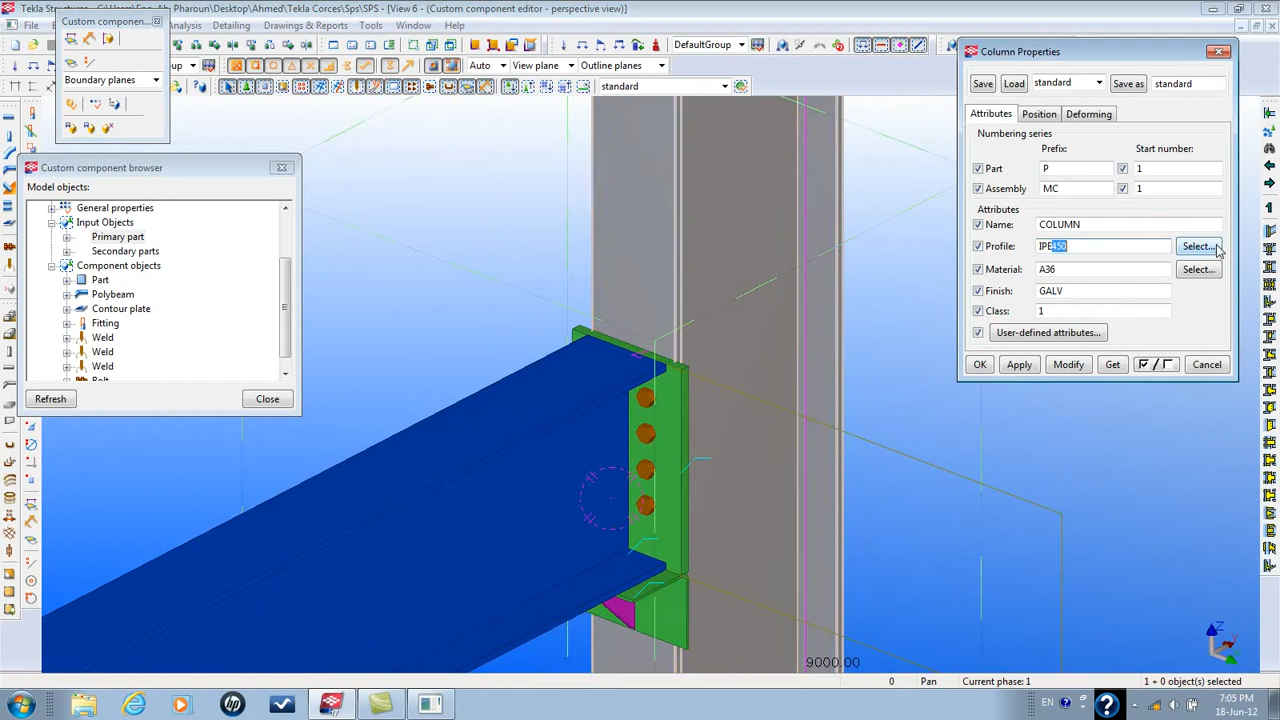 Tekla Structures
Eng. Ah
Pharoun\Desktop\Ahmed\Tekla Corces\Sps\SPS - [View 6 - (Custom component editor - perspective view)]
Custom componen...
File
Analysis Detailing Drawings & Reports Tools Window Help
DefaultGroup
Boundary planes
Auto
View plane
Outline planes
standard
Custom component browser
Model objects:
General properties
Input Objects
Primary part
Secondary parts
Component objects
Part
Polybeam
Contour plate
Fitting
Weld
Weld
Weld
Bolt
Refresh
Close
Column Properties
Save
Load
standard
Save as
standard
Attributes
Position
Deforming
Numbering series
Prefix:
Start number:
Part P 1
Assembly MC 1
Attributes
Name: COLUMN
Profile: IPE450 Select...
Material: A36 Select...
Finish: GALV
Class: 1
User-defined attributes...
OK
Apply
Modify
Get
/
Cancel
9000.00
Z
0
Pan
Current phase: 1
1 + 0 object(s) selected
hp
EN
?
7:05 PM
18-Jun-12